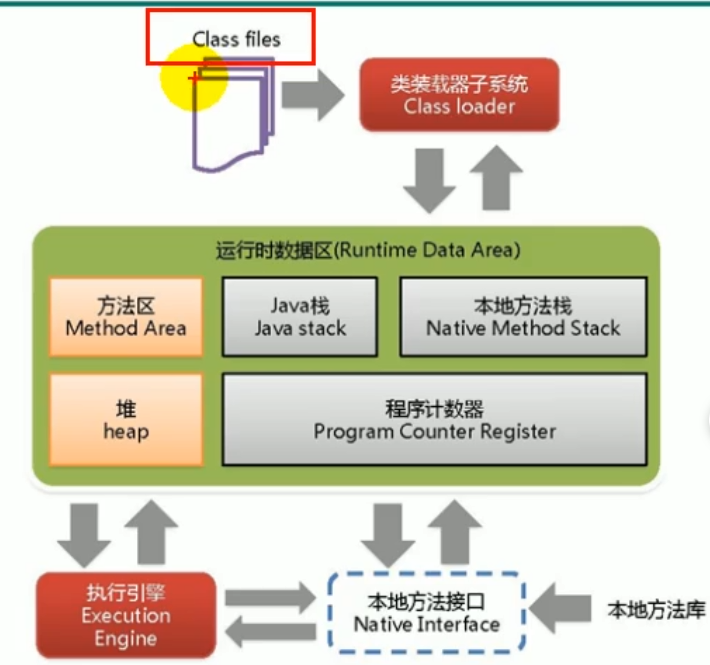 Class files
类装载器子系统
Class loader
运行时数据区(Runtime Data Area)
方法区
Method Area
Java栈
Java stack
本地方法栈
Native Method Stack
堆
heap
程序计数器
Program Counter Register
执行引擎
Execution
Engine
本地方法接口
Native Interface
本地方法库